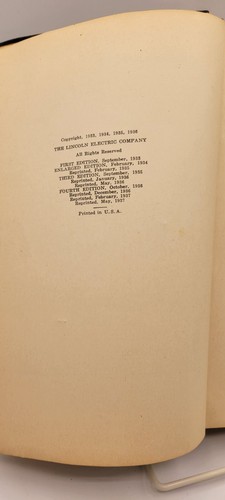 Copyright, 1933, 1934, 1935, 1936
THE LINCOLN ELECTRIC COMPANY
All Rights Reserved
FIRST EDITION, September, 1933
ENLARGED EDITION, February, 1934
Reprinted, February, 1935
THIRD EDITION, September, 1935
Reprinted, January, 1936
Reprinted, May, 1936
FOURTH EDITION, October, 1936
Reprinted, December, 1936
Reprinted, February, 1937
Reprinted, May, 1937
Printed in U.S.A.